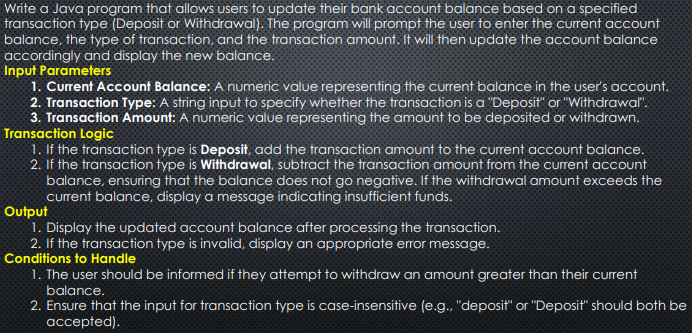 Write a Java program that allows users to update their bank account balance based on a specified
transaction type (Deposit or Withdrawal). The program will prompt the user to enter the current account
balance, the type of transaction, and the transaction amount. It will then update the account balance
accordingly and display the new balance.
Input Parameters
1. Current Account Balance: A numeric value representing the current balance in the user's account.
2. Transaction Type: A string input to specify whether the transaction is a "Deposit" or "Withdrawal".
3. Transaction Amount: A numeric value representing the amount to be deposited or withdrawn.
Transaction Logic
1. If the transaction type is Deposit, add the transaction amount to the current account balance.
2. If the transaction type is Withdrawal, subtract the transaction amount from the current account
balance, ensuring that the balance does not go negative. If the withdrawal amount exceeds the
current balance, display a message indicating insufficient funds.
Output
1. Display the updated account balance after processing the transaction.
2. If the transaction type is invalid, display an appropriate error message.
Conditions to Handle
1. The user should be informed if they attempt to withdraw an amount greater than their current
balance.
2. Ensure that the input for transaction type is case-insensitive (e.g., "deposit" or "Deposit" should both be
accepted).